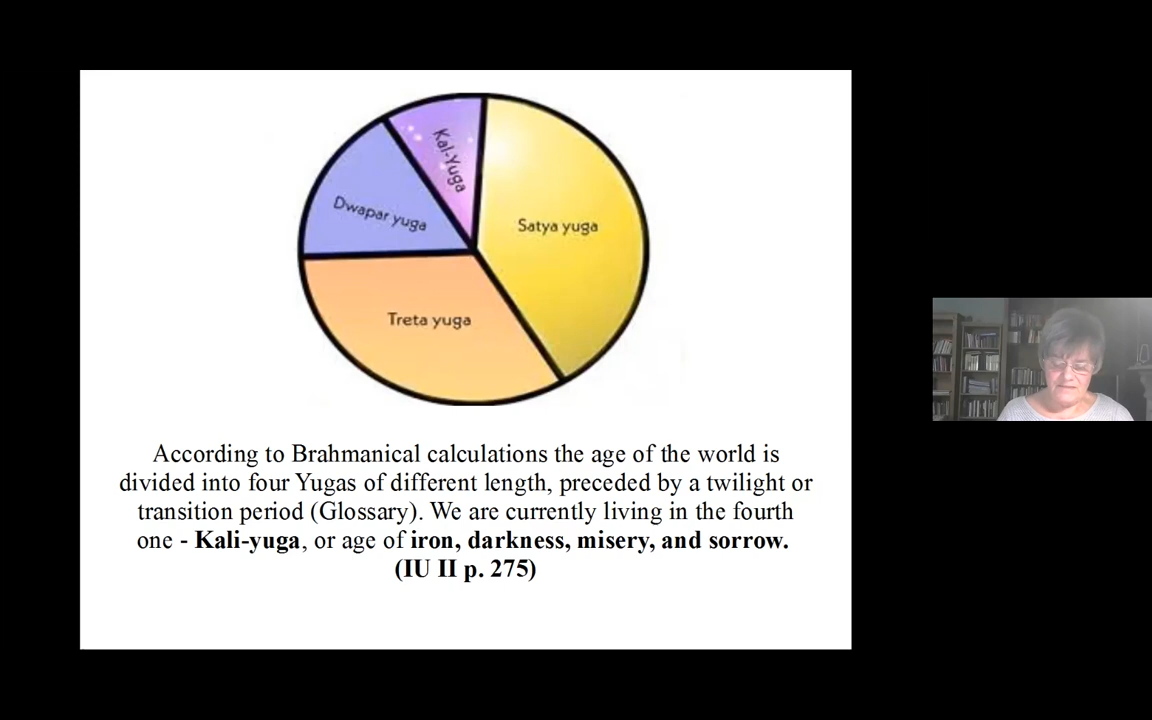 Kal-Yuga
Dwapar yuga
Satya yuga
Treta yuga
According to Brahmanical calculations the age of the world is
divided into four Yugas of different length, preceded by a twilight or
transition period (Glossary). We are currently living in the fourth
one - Kali-yuga, or age of iron, darkness, misery, and sorrow.
(IU II p. 275)